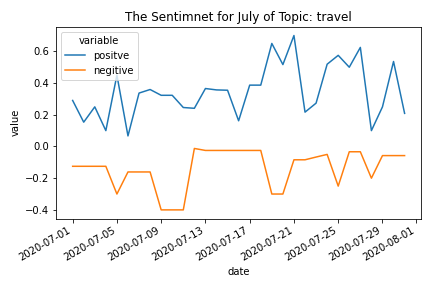 The Sentimnet for July of Topic: travel
variable
positve
negitive
value
0.6
0.4
0.2
0.0
−0.2
−0.4
2020-07-01
2020-07-05
2020-07-09
2020-07-13
2020-07-17
2020-07-21
2020-07-25
2020-07-29
2020-08-01
date